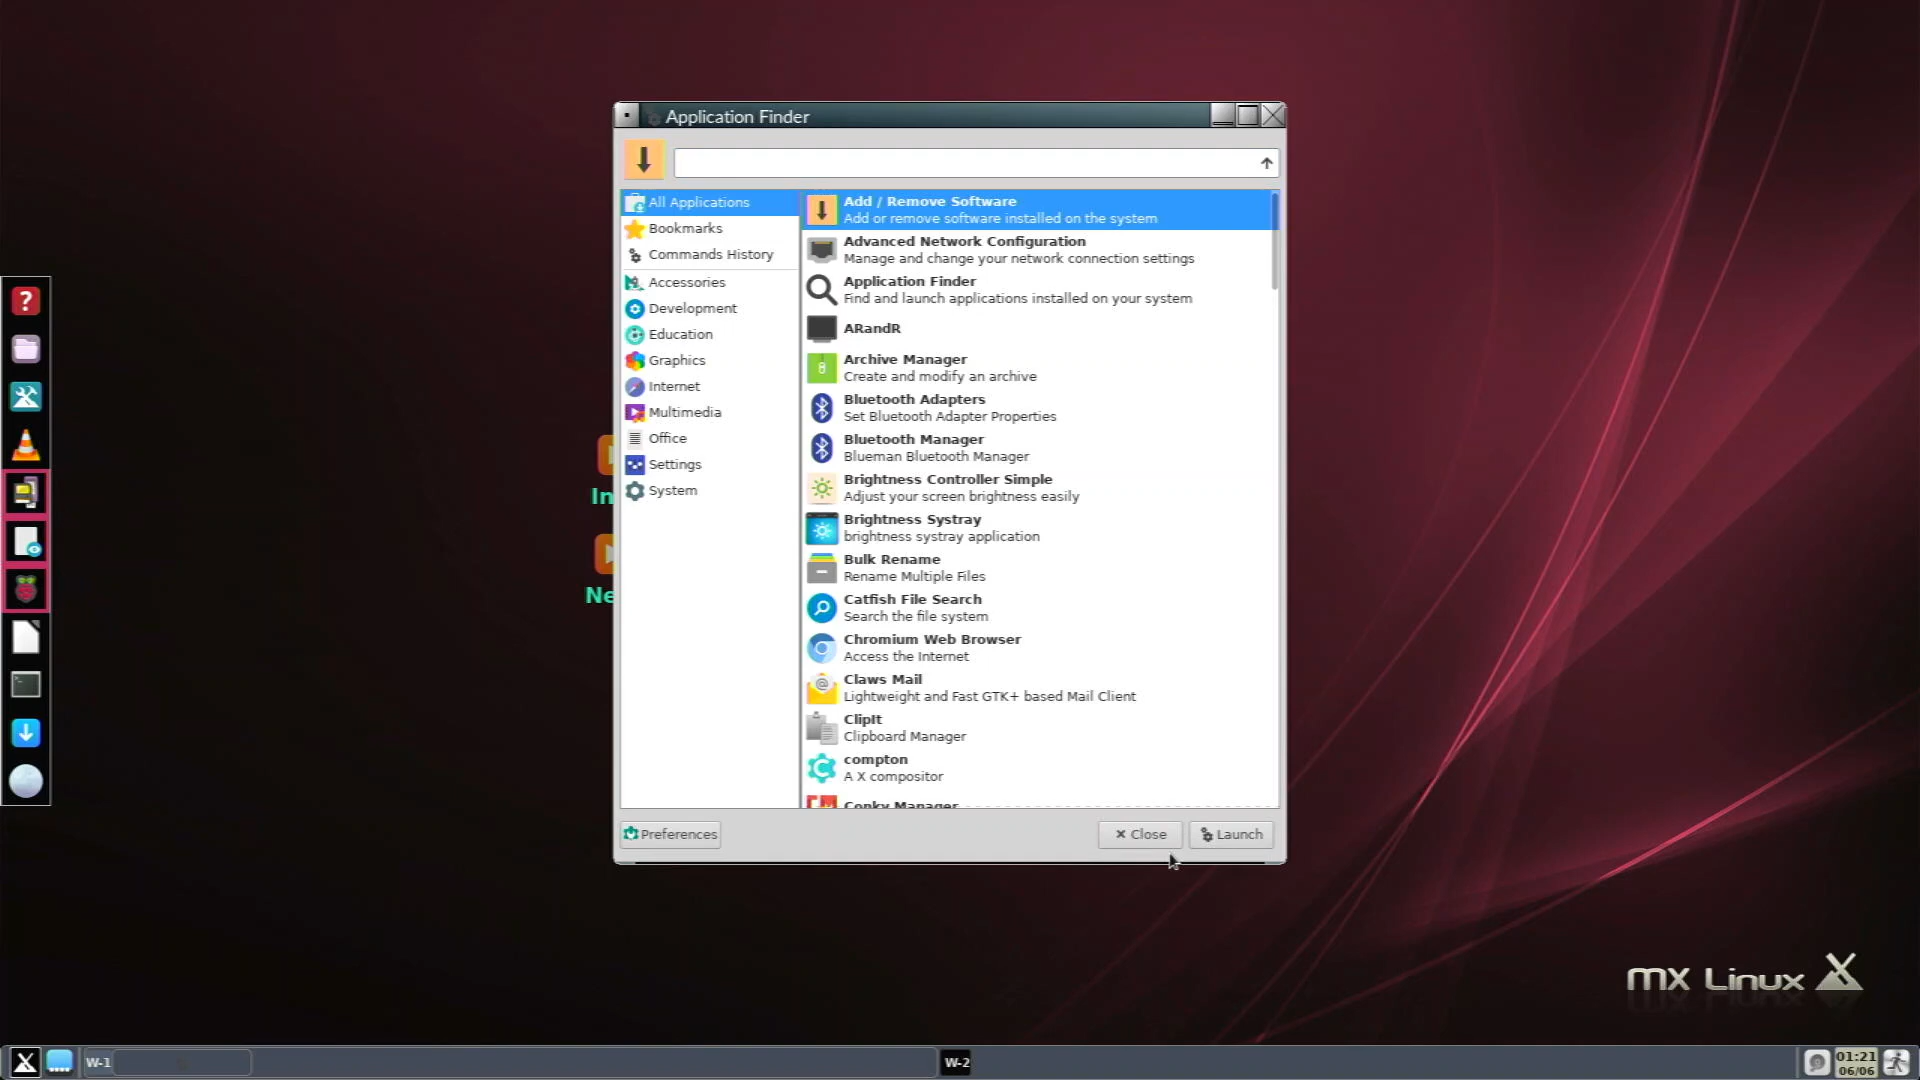 Application Finder
All Applications
Bookmarks
Commands History
Accessories
Development
Education
Graphics
Internet
Multimedia
Office
Settings
System
Add / Remove Software
Add or remove software installed on the system
Advanced Network Configuration
Manage and change your network connection settings
Application Finder
Find and launch applications installed on your system
ARandR
Archive Manager
Create and modify an archive
Bluetooth Adapters
Set Bluetooth Adapter Properties
Bluetooth Manager
Blueman Bluetooth Manager
Brightness Controller Simple
Adjust your screen brightness easily
Brightness Systray
brightness systray application
Bulk Rename
Rename Multiple Files
Catfish File Search
Search the file system
Chromium Web Browser
Access the Internet
Claws Mail
Lightweight and Fast GTK+ based Mail Client
ClipIt
Clipboard Manager
compton
A X compositor
Conky Manager
Preferences
Close
Launch
In
Ne
MX Linux
W-1
W-2
01:21
06/06